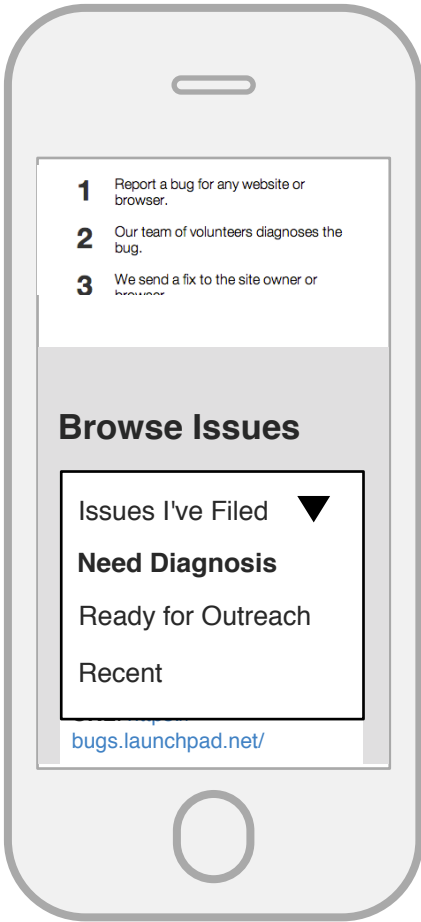 1 Report a bug for any website or
browser.
2 Our team of volunteers diagnoses the
bug.
3 We send a fix to the site owner or
Browse Issues
Issues I've Filed
Need Diagnosis
Ready for Outreach
Recent
bugs.launchpad.net/